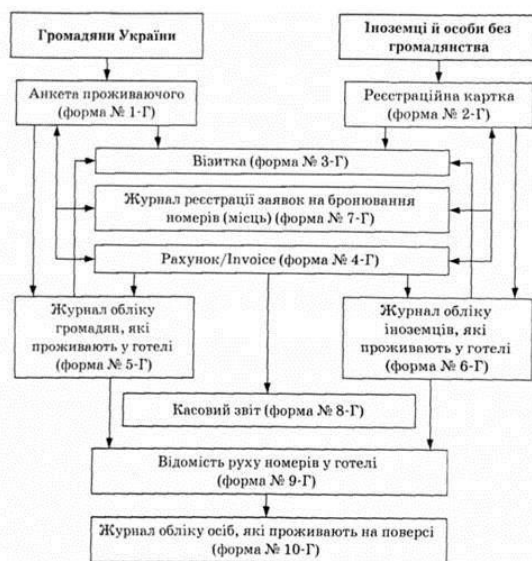 Громадяни України
Іноземці й особи без
громадянства
Анкета проживаючого
(форма № 1-Г)
Реєстраційна картка
(форма № 2-Г)
Візитка (форма № 3-Г)
Журнал реєстрації заявок на бронювання
номерів (місць) (форма № 7-Г)
Рахунок/Invoice (форма № 4-Г)
Журнал обліку
громадян, які
проживають у готелі
(форма № 5-Г)
Журнал обліку
іноземців, які
проживають у готелі
(форма № 6-Г)
Касовий звіт (форма № 8-Г)
Відомість руху номерів у готелі
(форма № 9-Г)
Журнал обліку осіб, які проживають на поверсі
(форма № 10-Г)